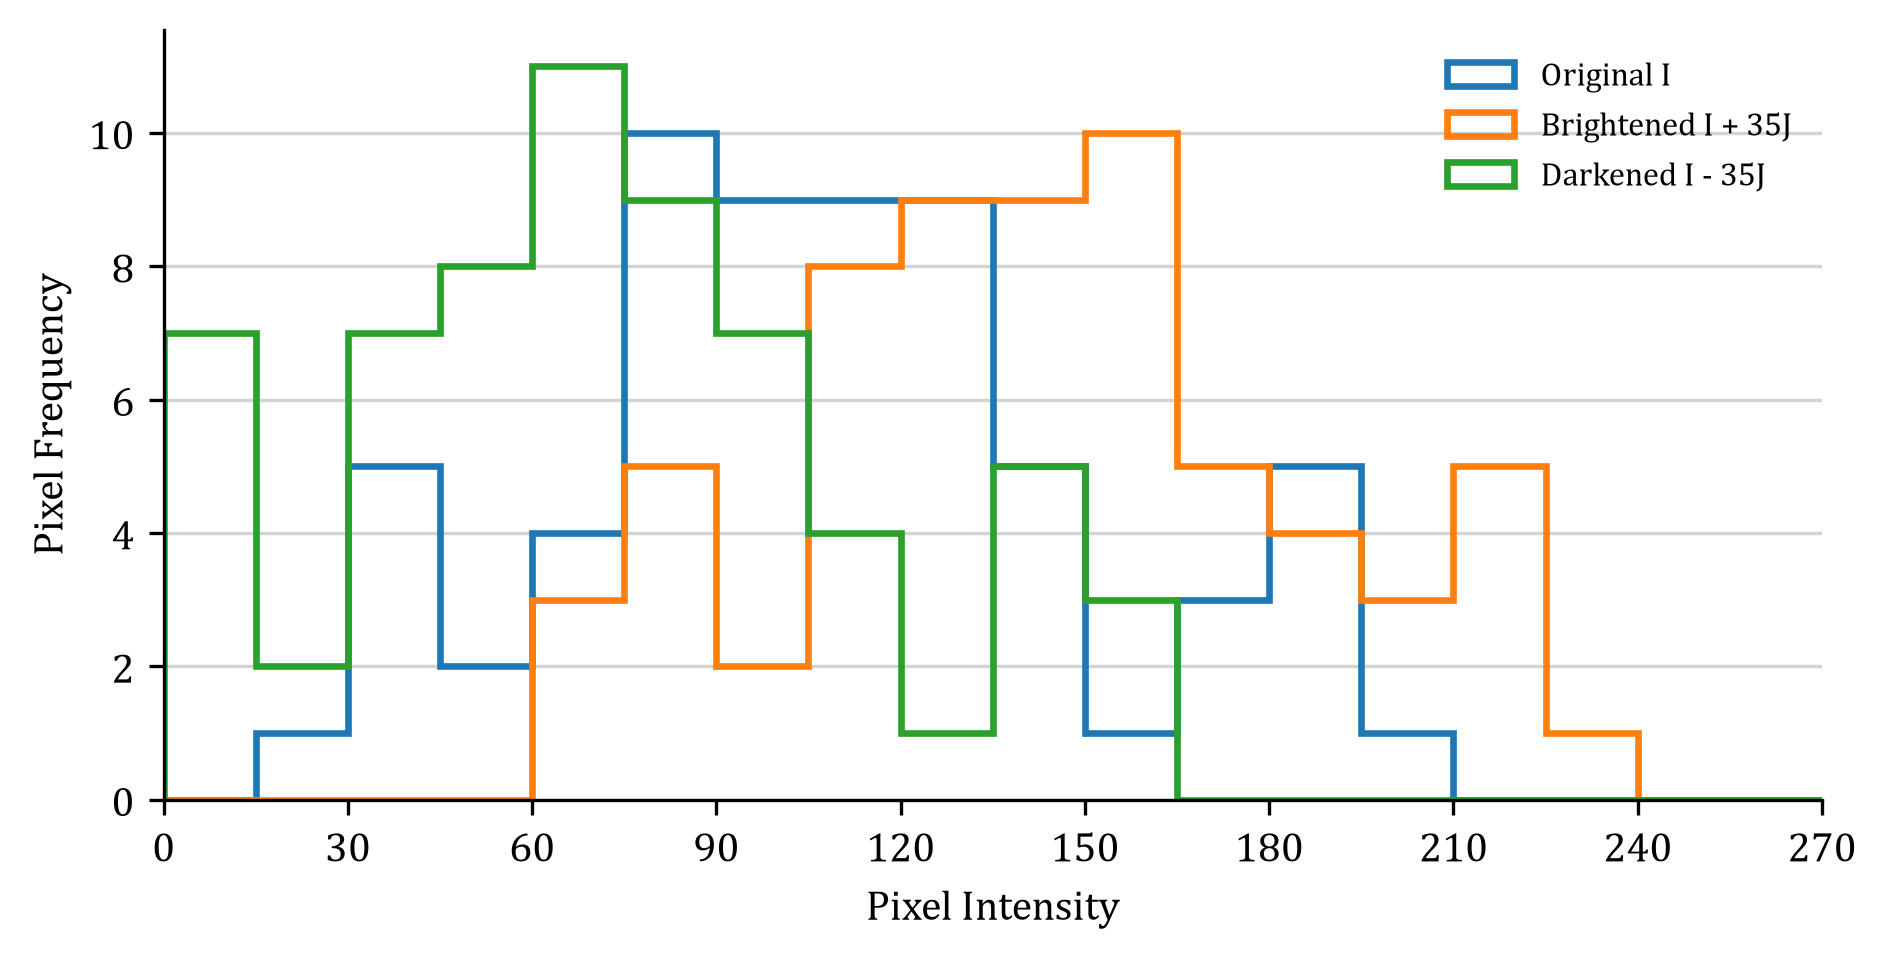 Original I
Brightened I + 35J
Darkened I - 35J
Pixel Frequency
10
8
6
4
2
0
0 30 60 90 120 150 180 210 240 270
Pixel Intensity